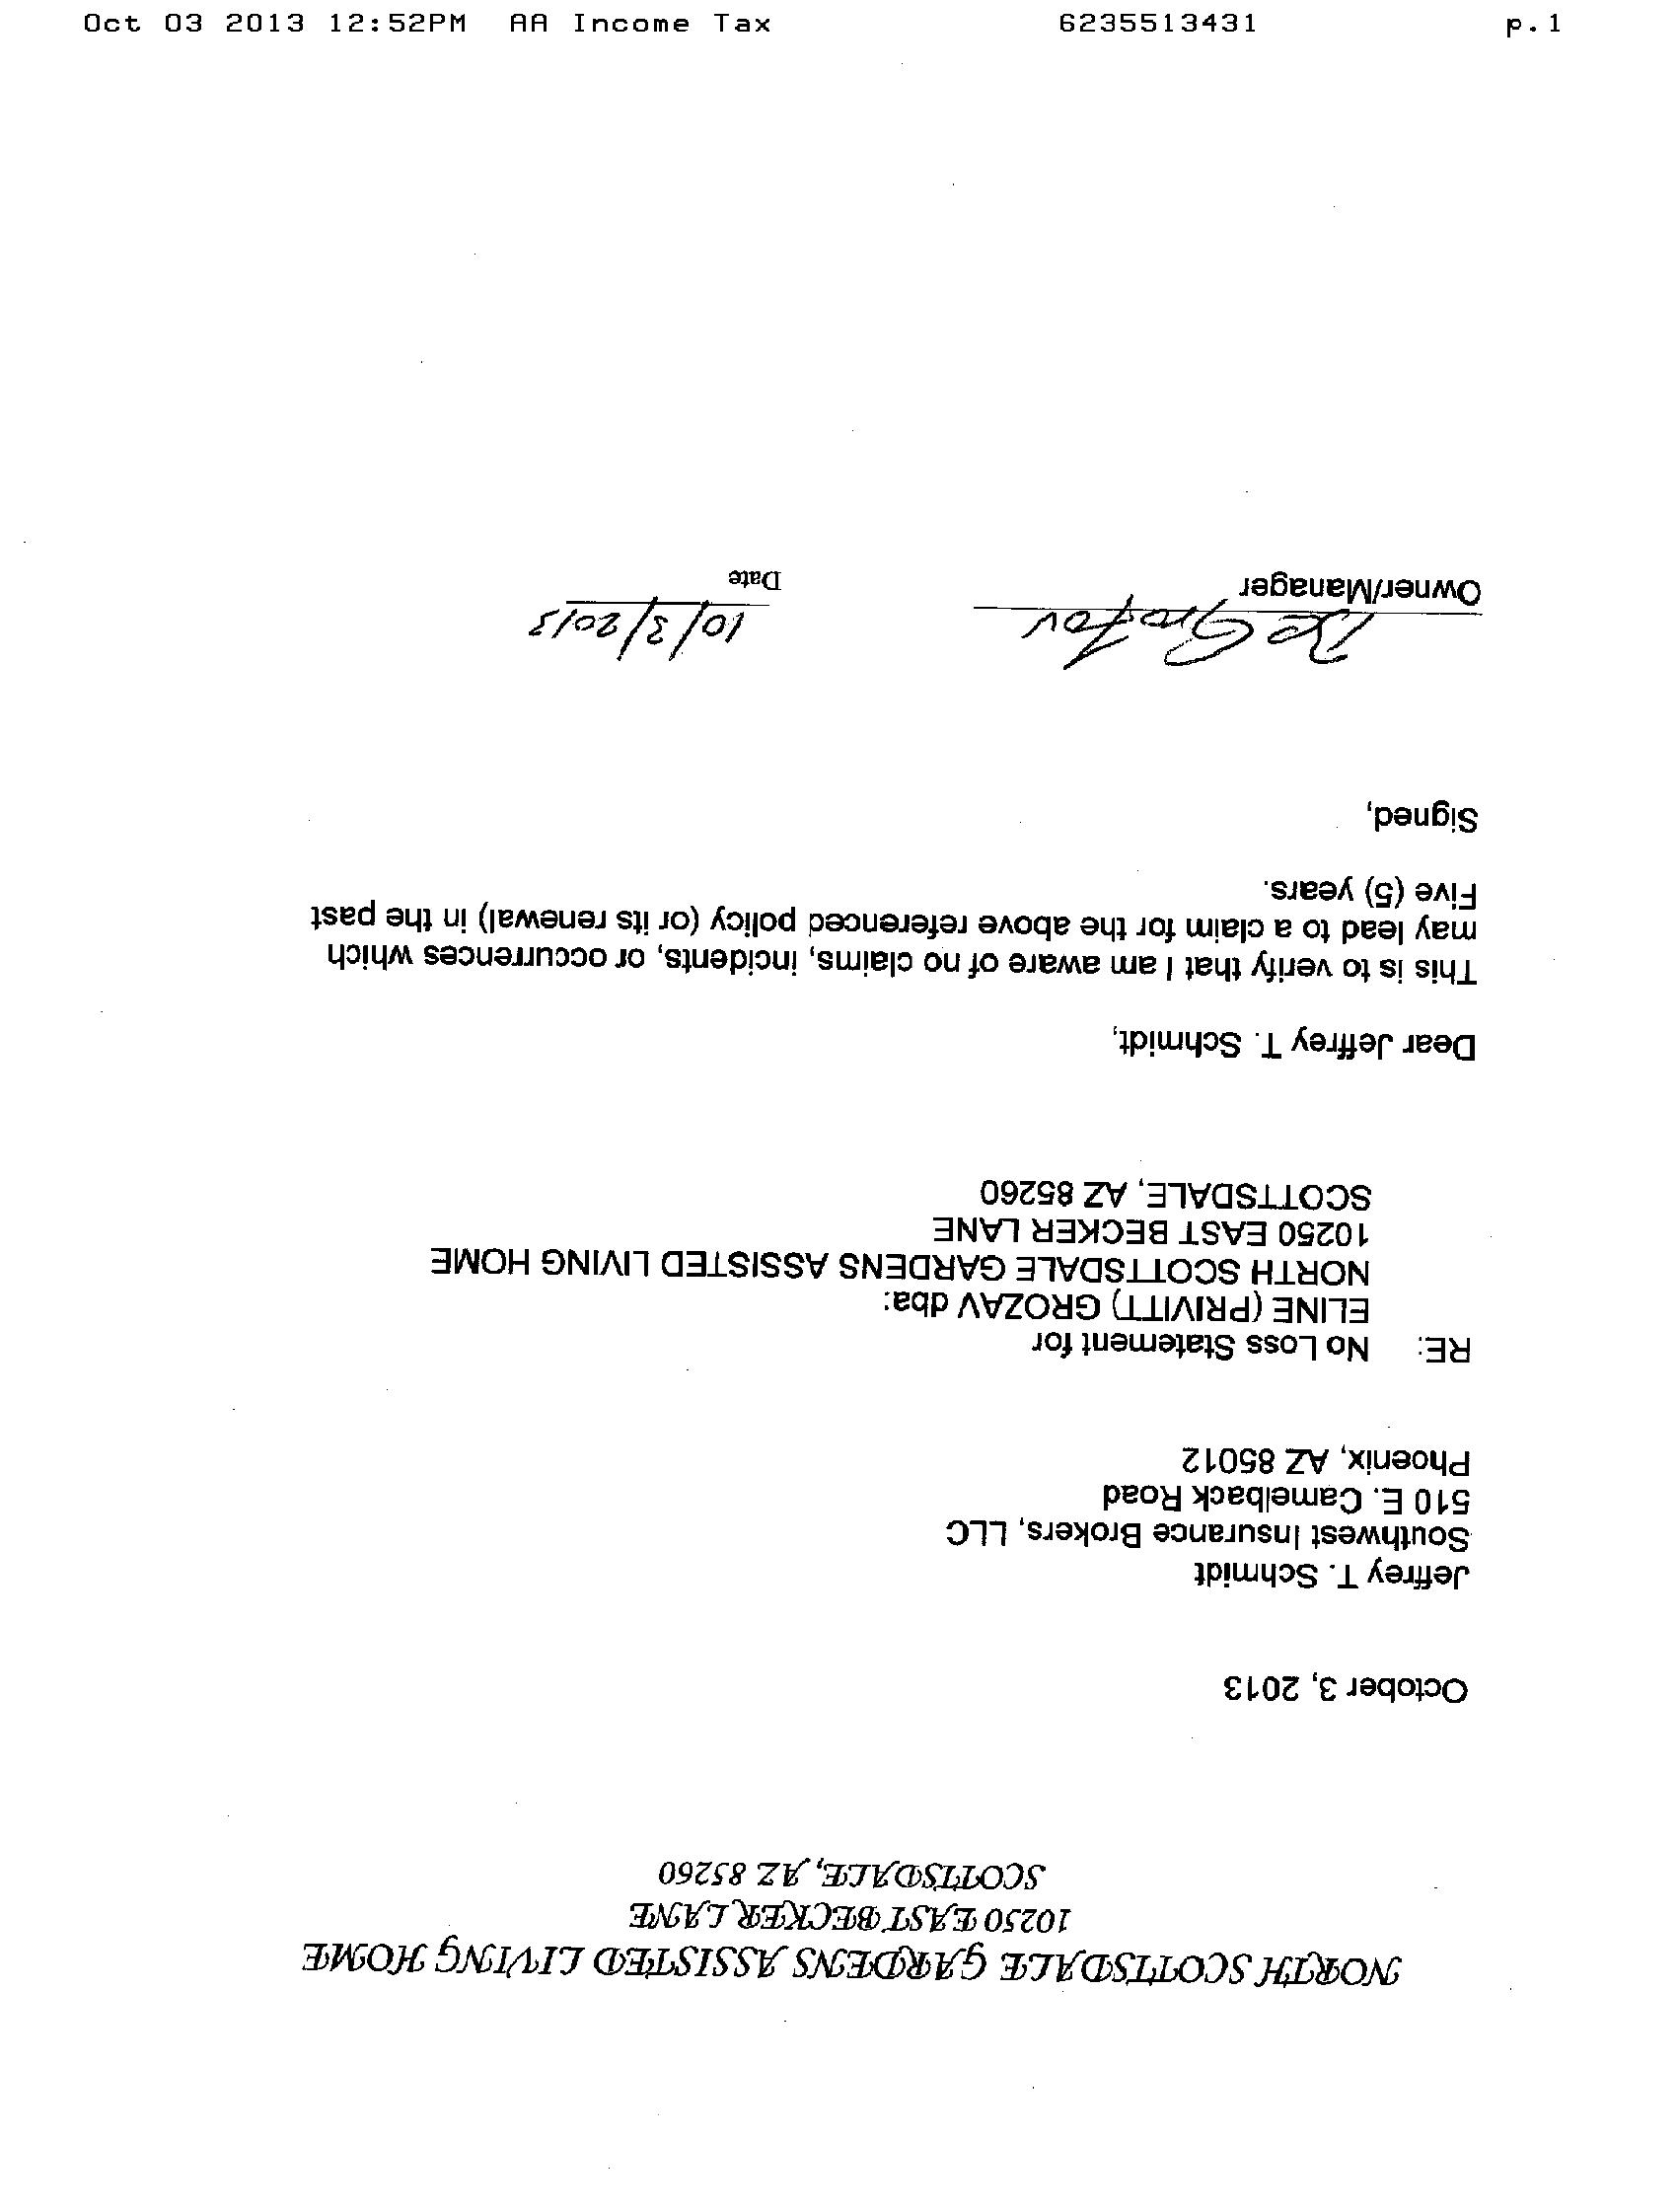 Oct 03 2013 12:52PM AA Income Tax 6235513431 p.1
NORTH SCOTTSDALE GARDENS ASSISTED LIVING HOME
10250 EAST BECKER LANE
SCOTTSDALE, AZ 85260
October 3, 2013
Jeffrey T. Schmidt
Southwest Insurance Brokers, LLC
510 E. Camelback Road
Phoenix, AZ 85012
RE: No Loss Statement for
ELINE (PRIVITT) GROZAV dba:
NORTH SCOTTSDALE GARDENS ASSISTED LIVING HOME
10250 EAST BECKER LANE
SCOTTSDALE, AZ 85260
Dear Jeffrey T. Schmidt,
This is to verify that I am aware of no claims, incidents, or occurrences which
may lead to a claim for the above referenced policy (or its renewal) in the past
Five (5) years.
Signed,
10/3/2013
Owner/Manager Date